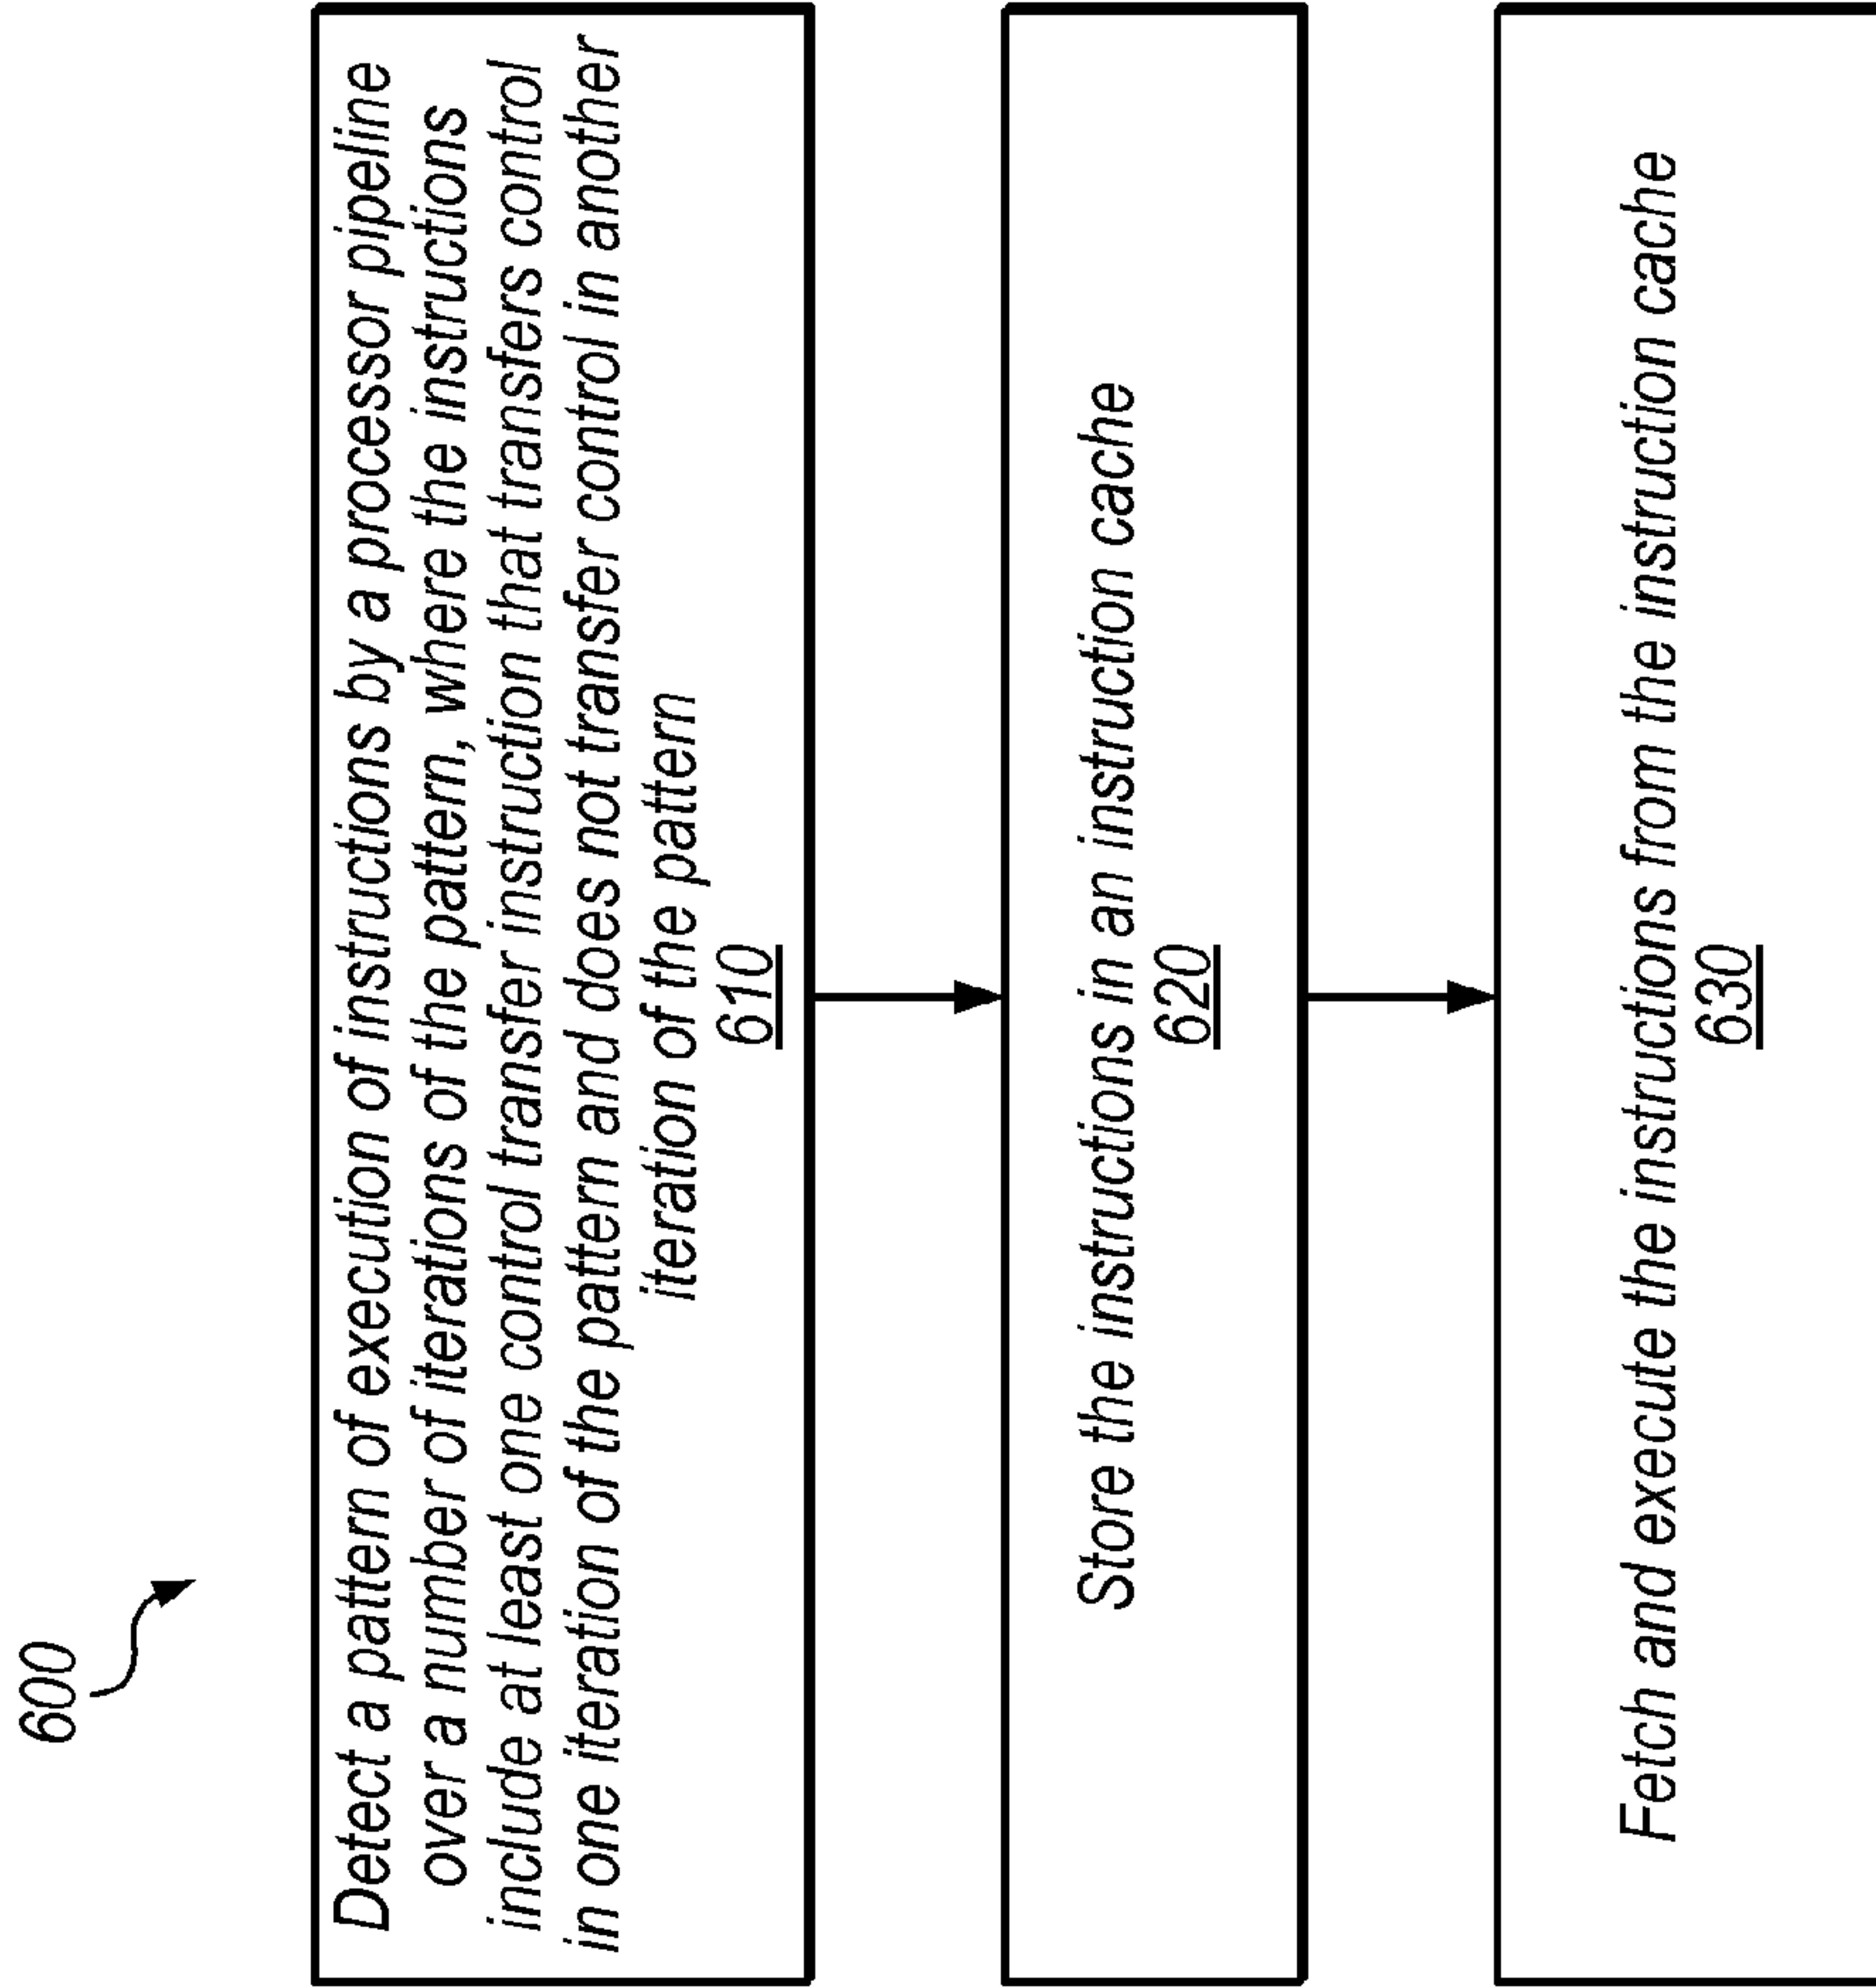 600
Detect a pattern of execution of instructions by a processor pipeline
over a number of iterations of the pattern, where the instructions
include at least one control transfer instruction that transfers control
in one iteration of the pattern and does not transfer control in another
iteration of the pattern
610
Store the instructions in an instruction cache
620
Fetch and execute the instructions from the instruction cache
630